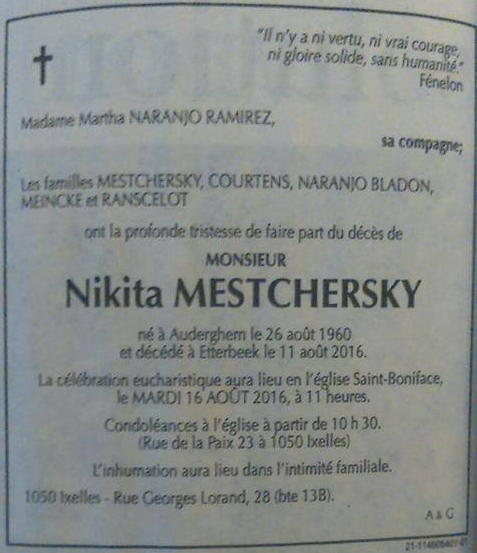 "Il n'y a ni vertu, ni vrai courage,
ni gloire solide, sans humanité."
Fénelon
Madame Martha NARANJO RAMIREZ,
sa compagne;
Les familles MESTCHERSKY, COURTENS, NARANJO BLADON,
MEINCKE et RANSCELOT
ont la profonde tristesse de faire part du décès de
MONSIEUR
Nikita MESTCHERSKY
né à Auderghem le 26 août 1960
et décédé à Etterbeek le 11 août 2016.
La célébration eucharistique aura lieu en l'église Saint-Boniface,
le MARDI 16 AOÛT 2016, à 11 heures.
Condoléances à l'église à partir de 10 h 30.
(Rue de la Paix 23 à 1050 Ixelles)
L'inhumation aura lieu dans l'intimité familiale.
1050 Ixelles - Rue Georges Lorand, 28 (bte 13B).
A & G